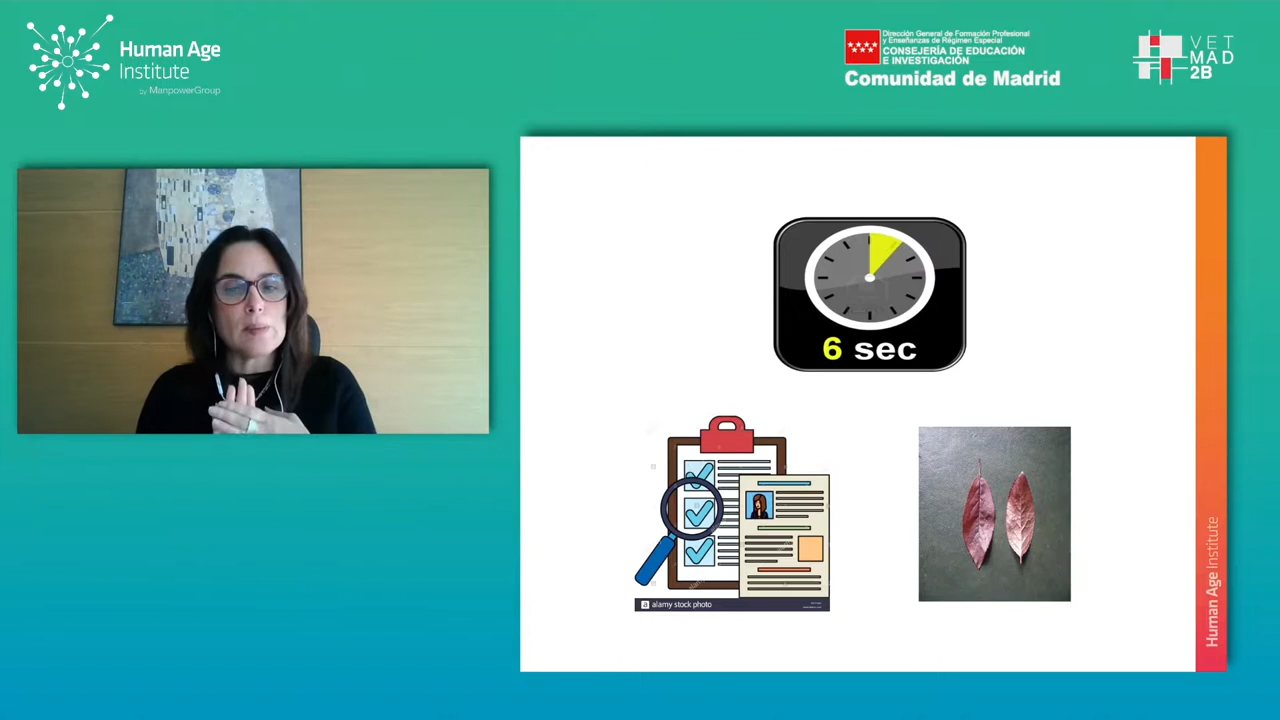 Human Age
Institute
by ManpowerGroup
Dirección General de Formación Profesional
y Enseñanzas de Régimen Especial
CONSEJERÍA DE EDUCACIÓN
E INVESTIGACIÓN
Comunidad de Madrid
VET
MAD
2B
6 sec
alamy
a alamy stock photo
Human Age Institute